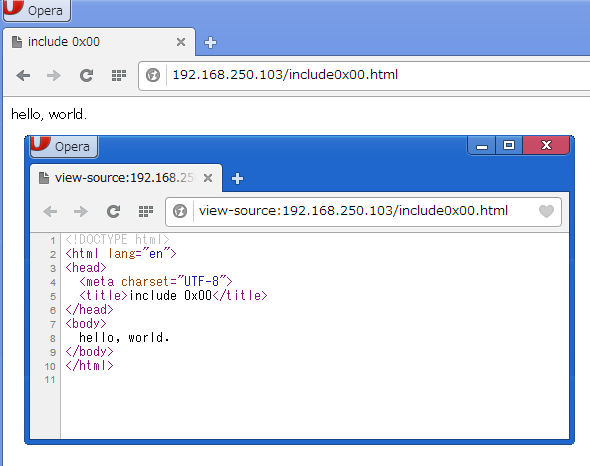 Opera
include 0x00
192.168.250.103/include0x00.html
hello, world.
Opera
view-source:192.168.25
view-source:192.168.250.103/include0x00.html
1 <!DOCTYPE html>
2 <html lang="en">
3 <head>
4   <meta charset="UTF-8">
5   <title>include 0x00</title>
6 </head>
7 <body>
8   hello, world.
9 </body>
10 </html>
11